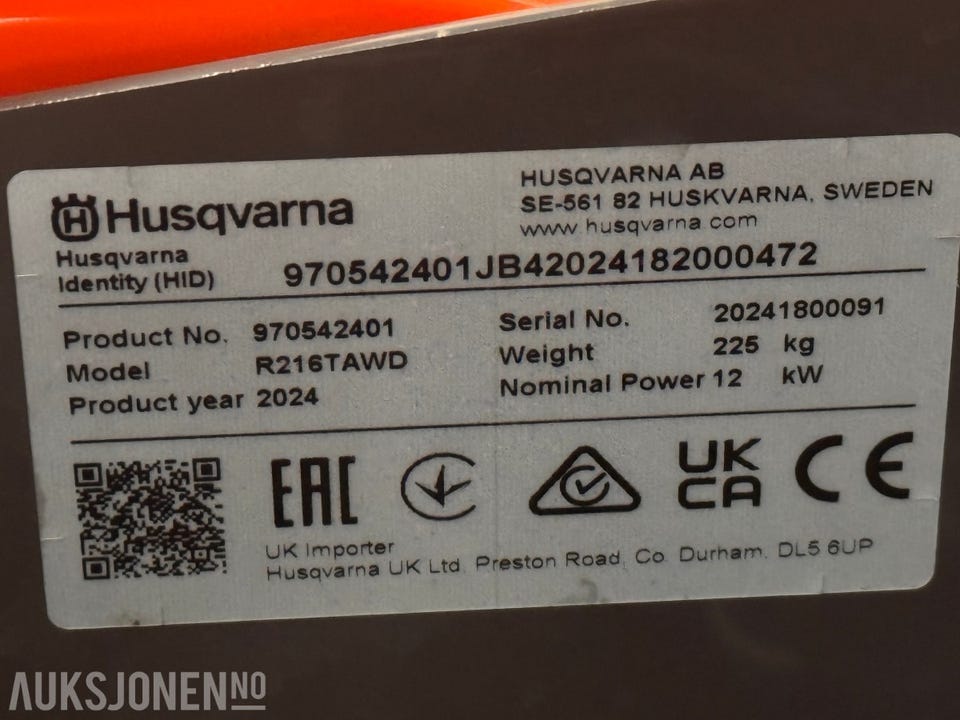 Husqvarna
HUSQVARNA AB
SE-561 82 HUSKVARNA, SWEDEN
www.husqvarna.com
Husqvarna
Identity (HID) 970542401JB42024182000472
Product No. 970542401
Model R216TAWD
Product year 2024
Serial No. 20241800091
Weight 225 kg
Nominal Power 12 kW
EAC
UK
CA
CE
UK Importer
Husqvarna UK Ltd, Preston Road, Co. Durham. DL5 6UP
AUKSJONEN.NO